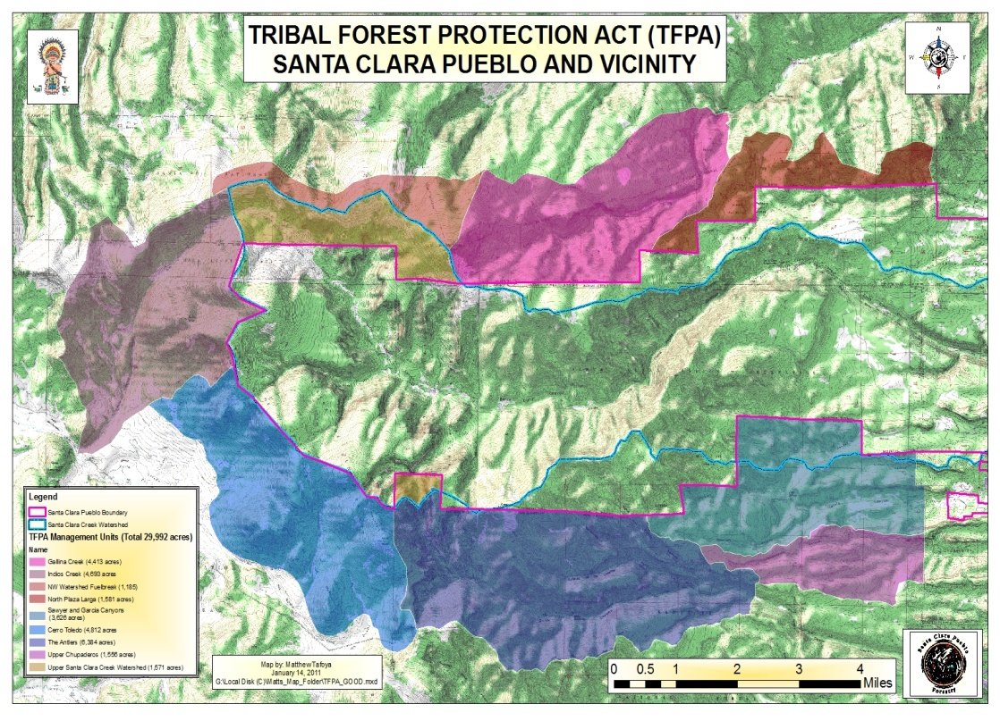 TRIBAL FOREST PROTECTION ACT (TFPA)
SANTA CLARA PUEBLO AND VICINITY
N
W
S
Legend
Santa Clara Pueblo Boundary
Santa Clara Creek Watershed
TFPA Management Units (Total 29,992 acres)
Name
Gallina Creek (4,413 acres)
Indios Creek (4,693 acres
NW Watershed Fuelbreak (1,185)
North Plaza Larga (1,581 acres)
Sawyer and Garcia Canyons
(3,626 acres)
Cerro Toledo (4,812 acres
The Antlers (6,384 acres)
Upper Chupaderos (1,556 acres)
Upper Santa Clara Creek Watershed (1,571 acres)
Map by: MatthewTafoya
January 14, 2011
G:\Local Disk (C)\Matts_Map_Folder\TFPA_GOOD.mxd
0 0.5 1 2 3 4
Miles
Santa Clara Pueblo
Forestry